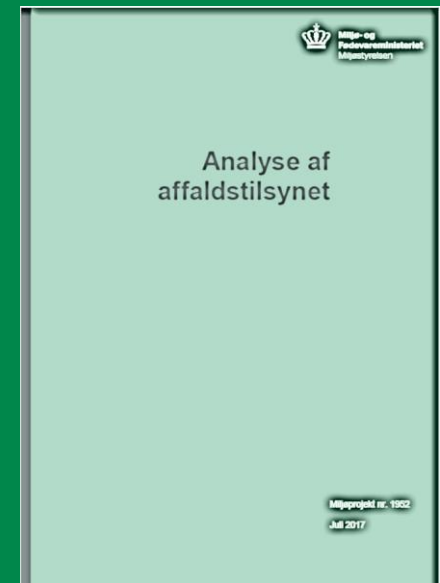 Miljø- og
Fødevareministeriet
Miljøstyrelsen
Analyse af
affaldstilsynet
Miljøprojekt nr. 1952
Juli 2017